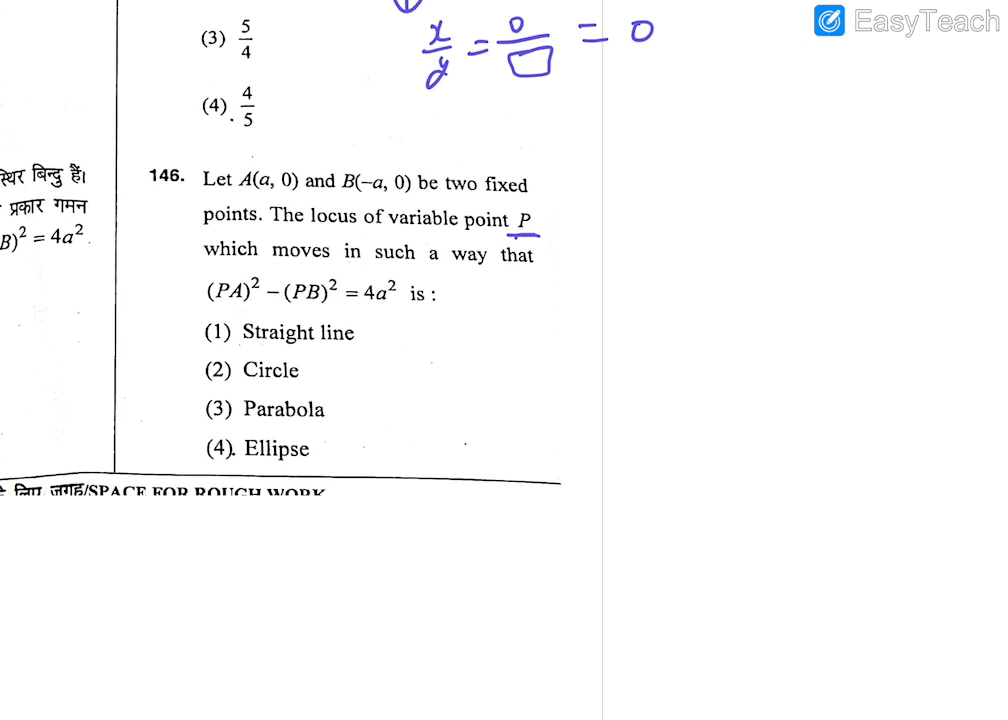 EasyTeach
(3) 5/4
x/y = 0/□ = 0
(4). 4/5
स्थिर बिन्दु हैं।
प्रकार गमन
B)² = 4a².
146. Let A(a, 0) and B(–a, 0) be two fixed
points. The locus of variable point P
which moves in such a way that
(PA)² – (PB)² = 4a² is :
(1) Straight line
(2) Circle
(3) Parabola
(4). Ellipse
लिए जगह/SPACE FOR ROUGH WORK